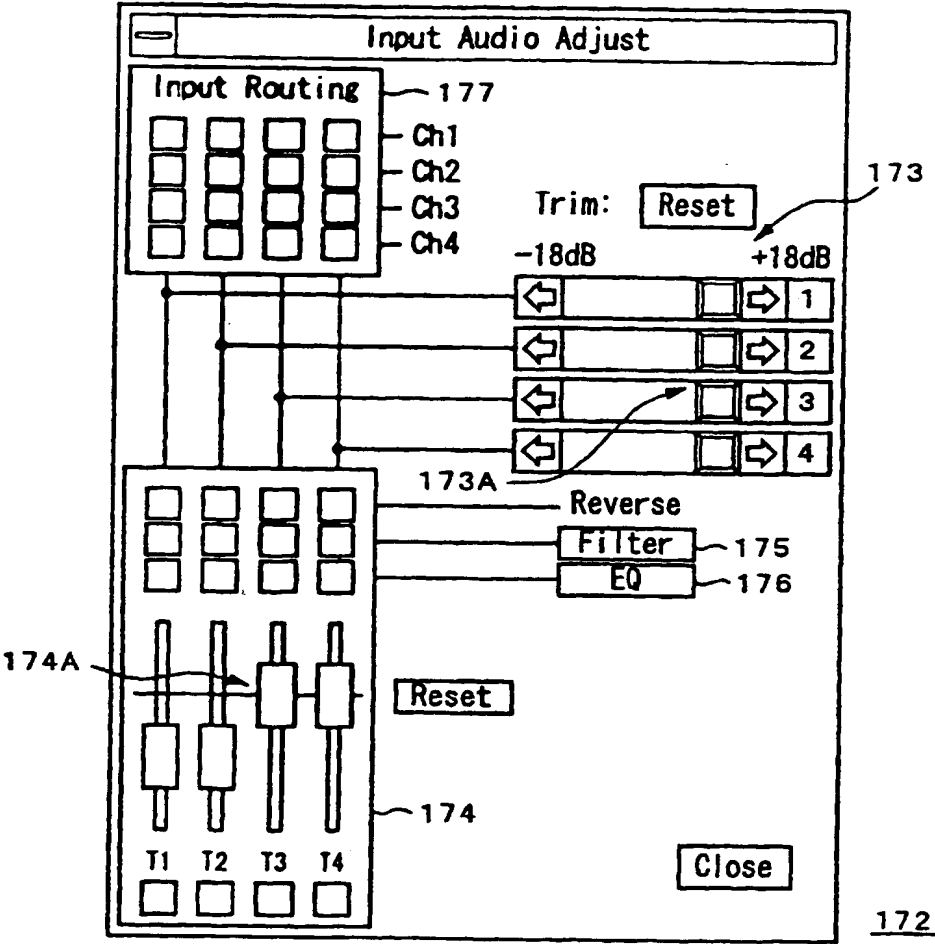 Input Audio Adjust
Input Routing
177
Ch1
Ch2
Ch3
Ch4
173
Trim:
Reset
-18dB
+18dB
1
2
3
4
173A
Reverse
Filter
175
EQ
176
174A
Reset
174
T1 T2 T3 T4
Close
172